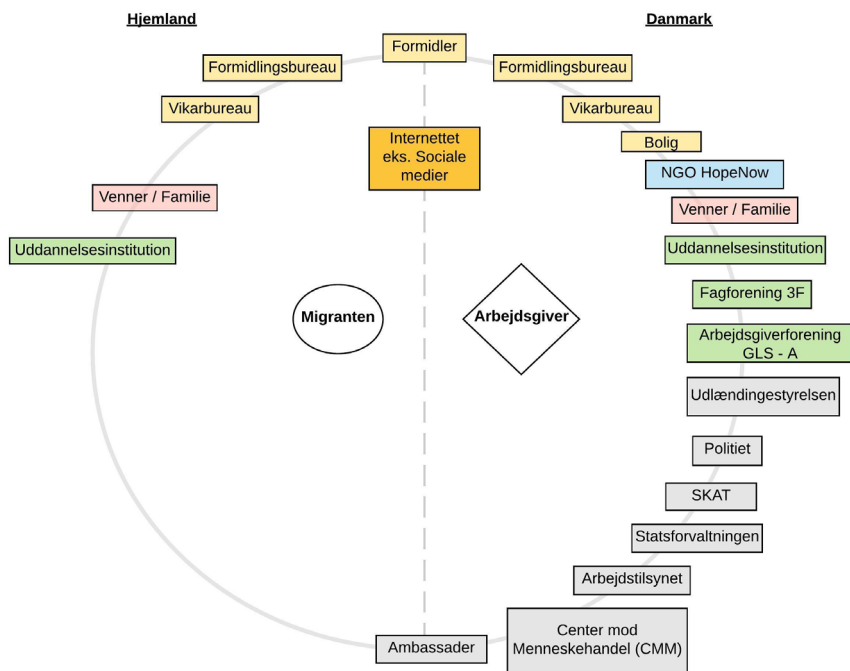 Hjemland
Danmark
Formidler
Formidlingsbureau
Formidlingsbureau
Vikarbureau
Vikarbureau
Internettet
eks. Sociale
medier
Bolig
NGO HopeNow
Venner / Familie
Venner / Familie
Uddannelsesinstitution
Uddannelsesinstitution
Fagforening 3F
Migranten
Arbejdsgiver
Arbejdsgiverforening
GLS - A
Udlændingestyrelsen
Politiet
SKAT
Statsforvaltningen
Arbejdstilsynet
Ambassader
Center mod
Menneskehandel (CMM)